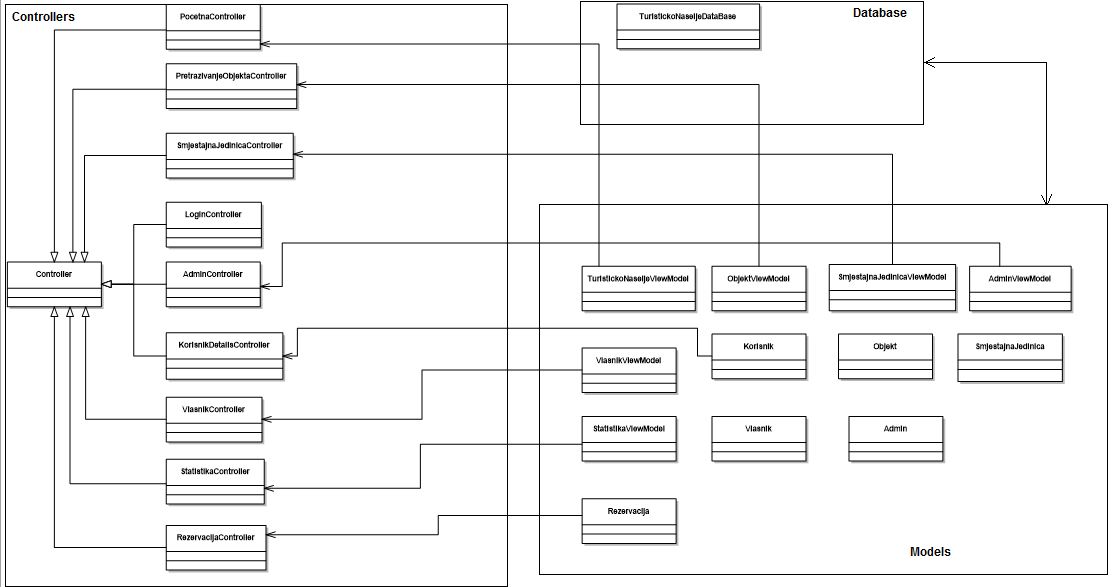 Controllers
PocetnaController
PretrazivanjeObjektaController
SmjestajnaJedinicaController
LoginController
Controller
AdminController
KorisnikDetailsController
VlasnikController
StatistikaController
RezervacijaController
Database
TuristickoNaseljeDataBase
TuristickoNaseljeViewModel
ObjektViewModel
SmjestajnaJedinicaViewModel
AdminViewModel
VlasnikViewModel
Korisnik
Objekt
SmjestajnaJedinica
StatistikaViewModel
Vlasnik
Admin
Rezervacija
Models